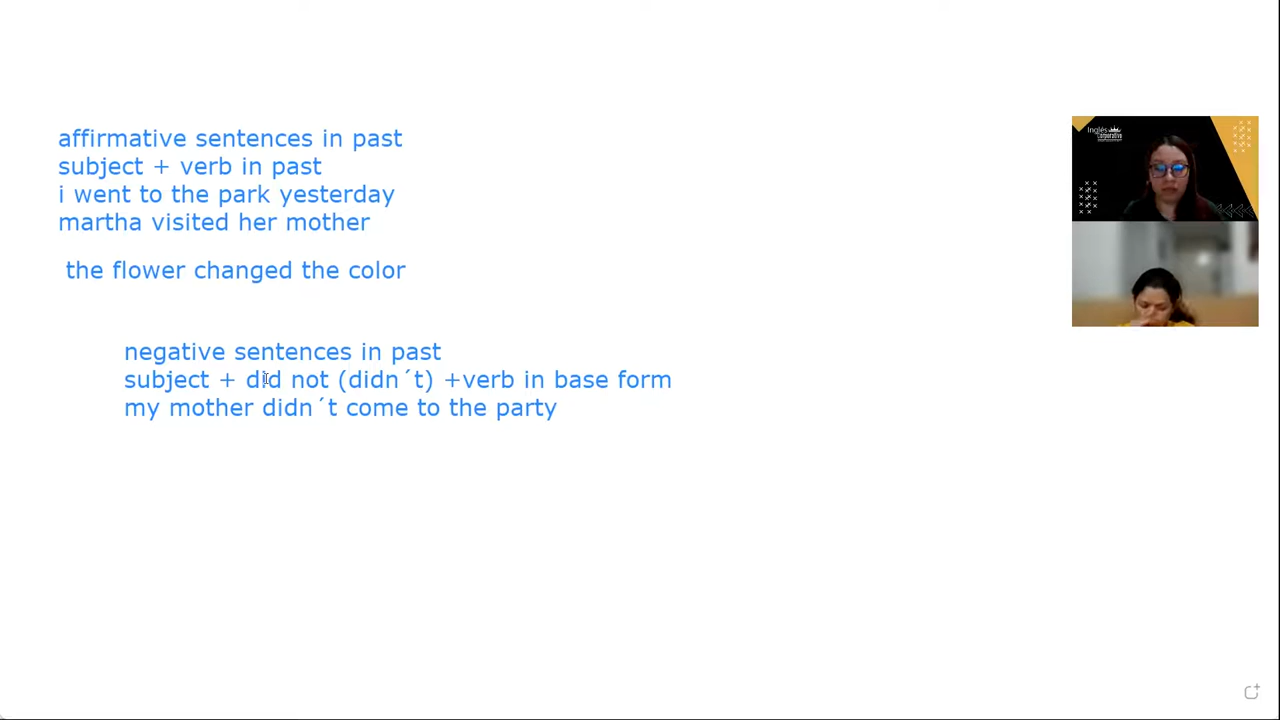 affirmative sentences in past
subject + verb in past
i went to the park yesterday
martha visited her mother
the flower changed the color
negative sentences in past
subject + did not (didn´t) +verb in base form
my mother didn´t come to the party
Inglés
Corporativo